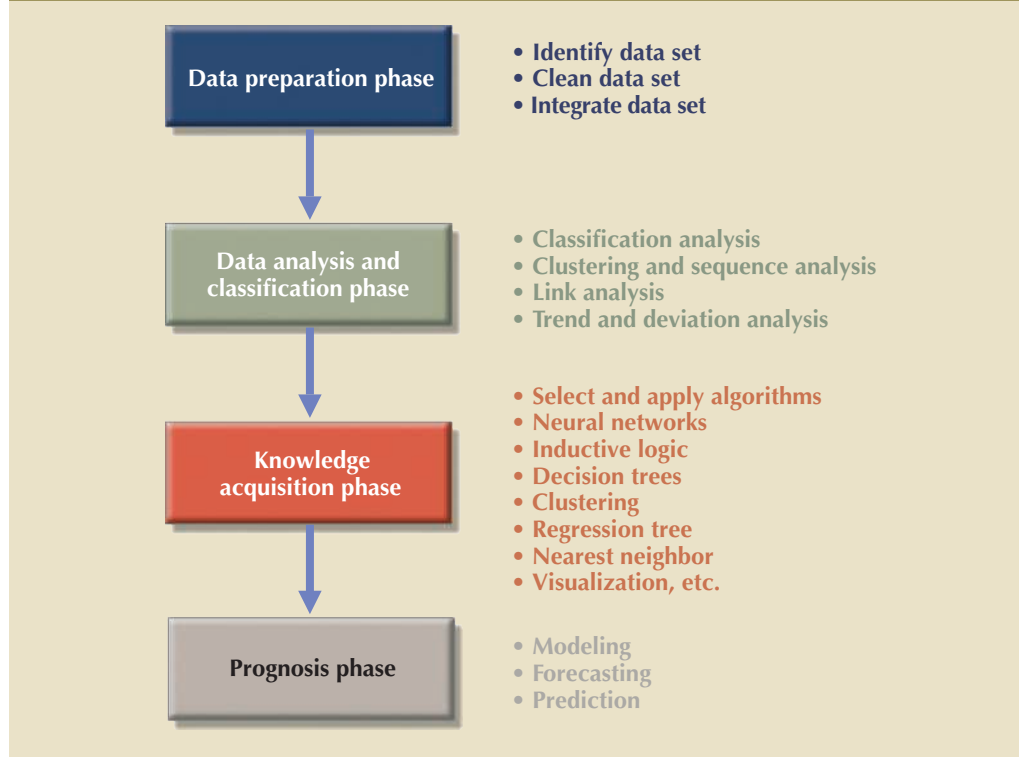 Data preparation phase
• Identify data set
• Clean data set
• Integrate data set
Data analysis and
classification phase
• Classification analysis
• Clustering and sequence analysis
• Link analysis
• Trend and deviation analysis
Knowledge
acquisition phase
• Select and apply algorithms
• Neural networks
• Inductive logic
• Decision trees
• Clustering
• Regression tree
• Nearest neighbor
• Visualization, etc.
Prognosis phase
• Modeling
• Forecasting
• Prediction